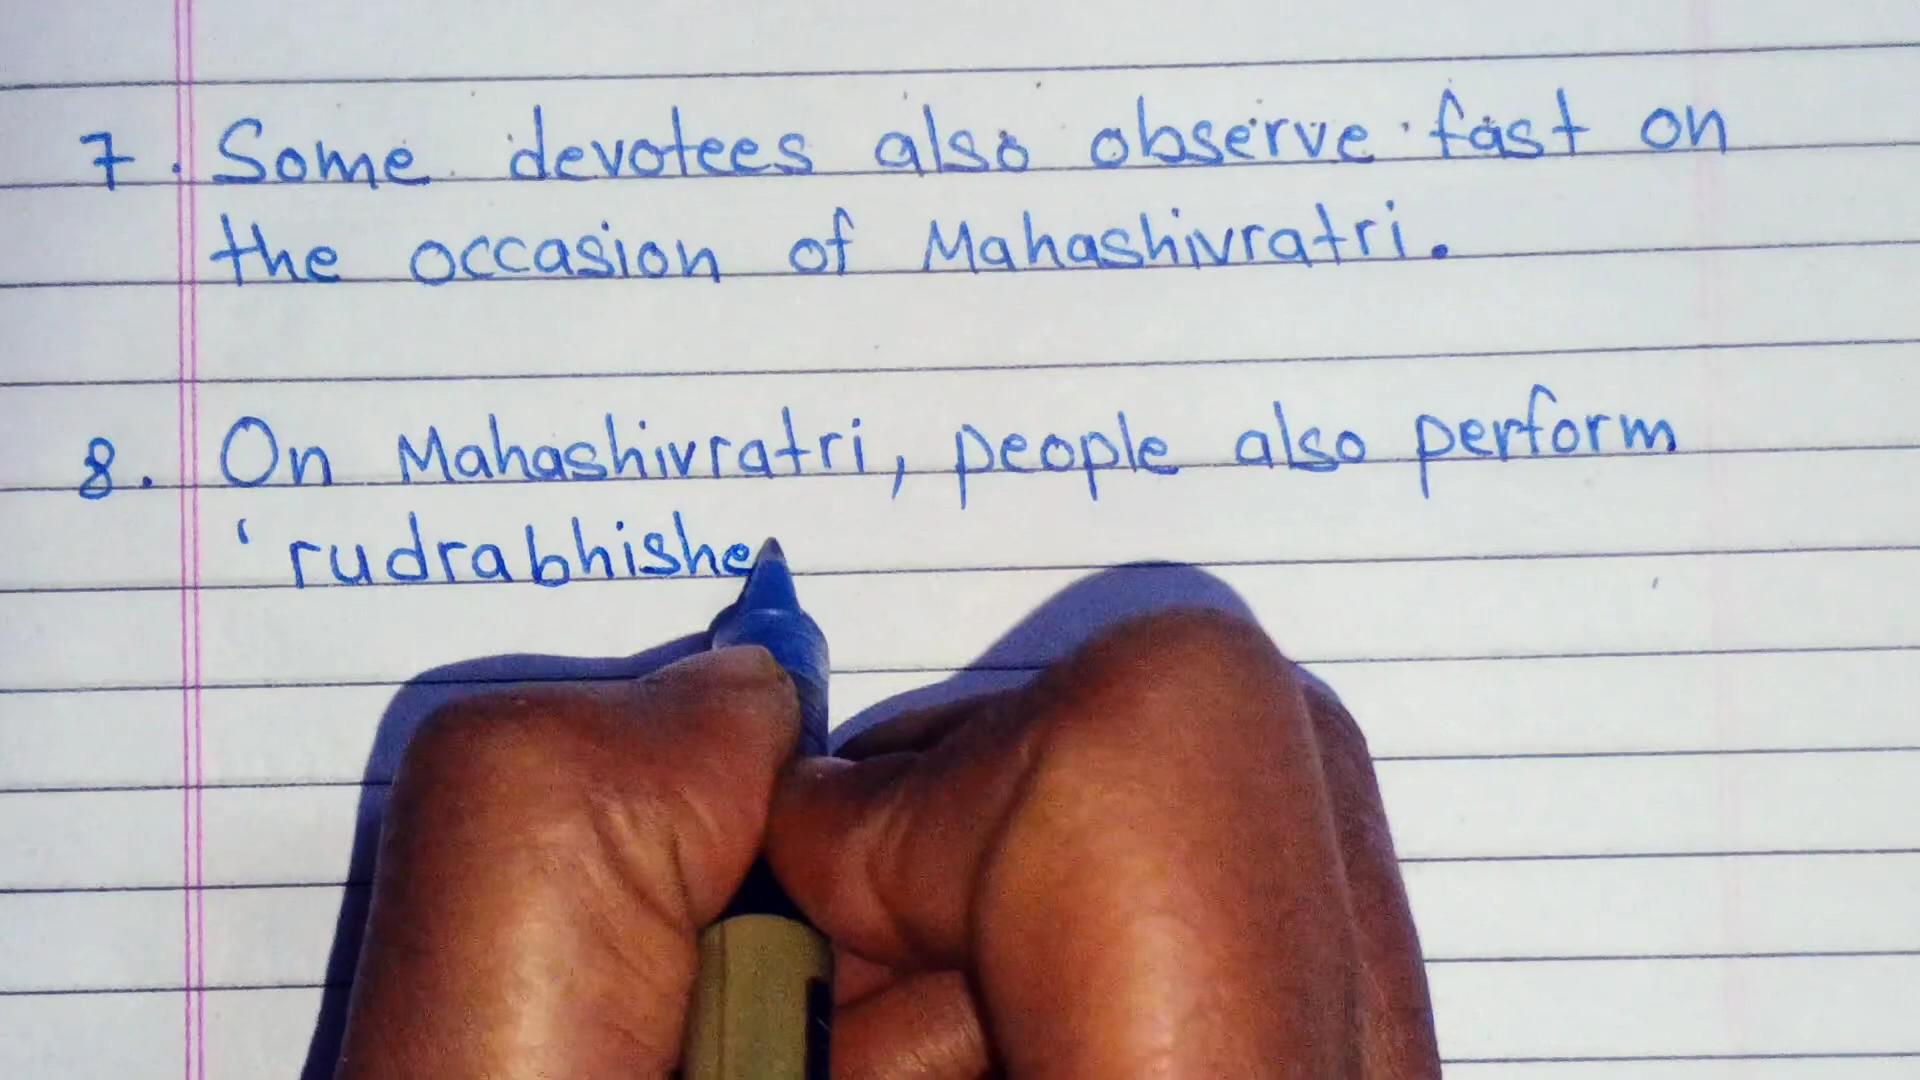 7. Some devotees also observe fast on
the occasion of Mahashivratri.
8. On Mahashivratri, people also perform
‘rudrabhishe